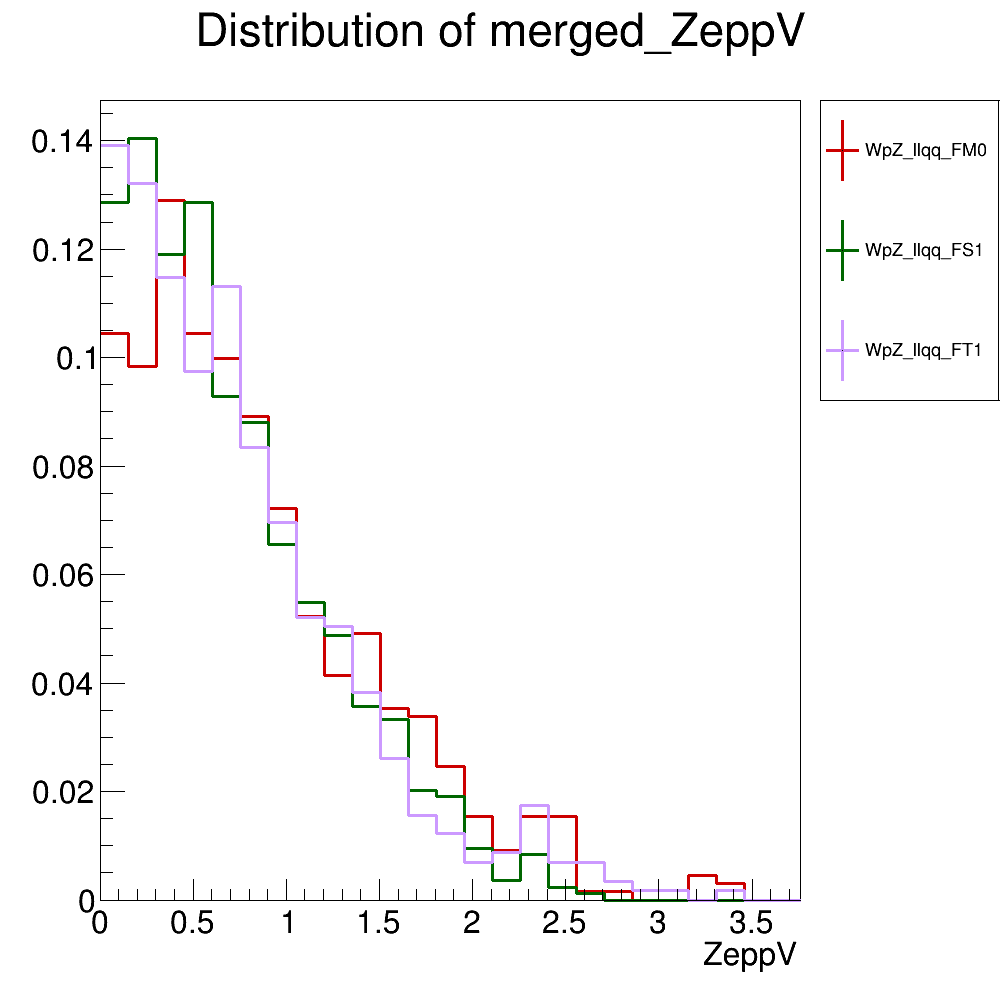 Distribution of merged_ZeppV
0.14
0.12
0.1
0.08
0.06
0.04
0.02
0
0 0.5 1 1.5 2 2.5 3 3.5
ZeppV
WpZ_llqq_FM0
WpZ_llqq_FS1
WpZ_llqq_FT1